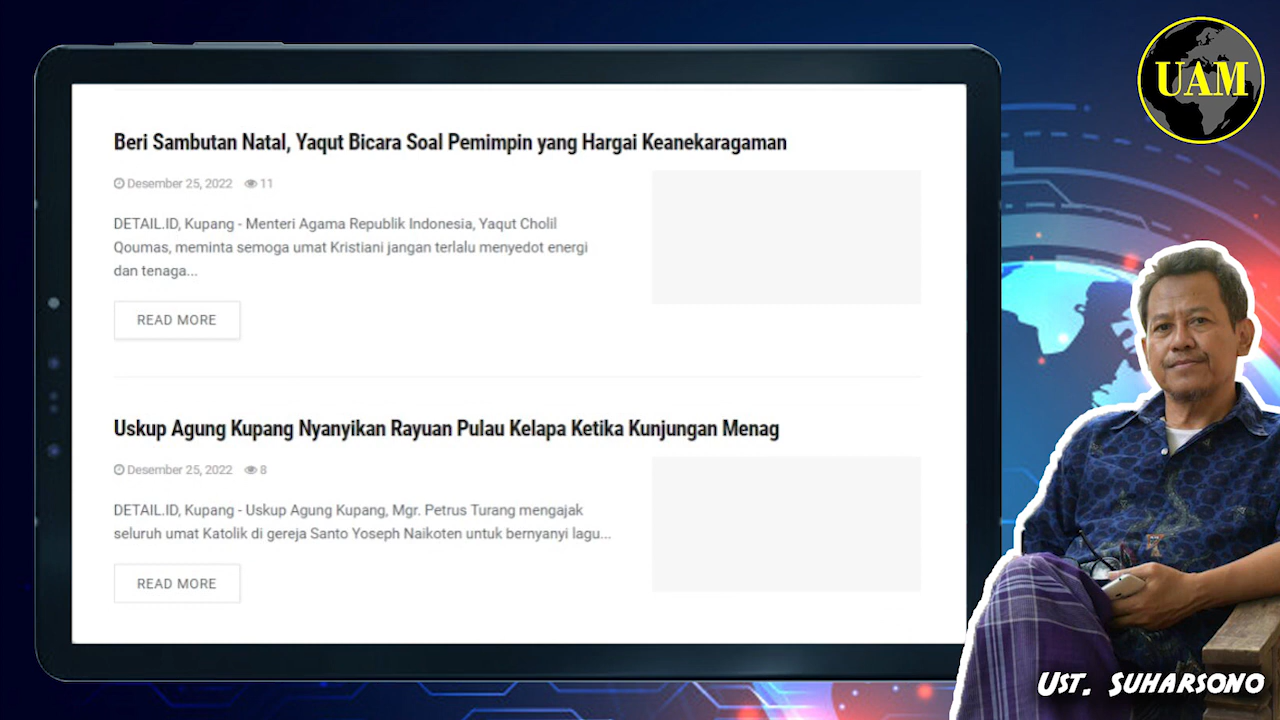 UAM
Beri Sambutan Natal, Yaqut Bicara Soal Pemimpin yang Hargai Keanekaragaman
Desember 25, 2022 11
DETAIL.ID, Kupang - Menteri Agama Republik Indonesia, Yaqut Cholil
Qoumas, meminta semoga umat Kristiani jangan terlalu menyedot energi
dan tenaga...
READ MORE
Uskup Agung Kupang Nyanyikan Rayuan Pulau Kelapa Ketika Kunjungan Menag
Desember 25, 2022 8
DETAIL.ID, Kupang - Uskup Agung Kupang, Mgr. Petrus Turang mengajak
seluruh umat Katolik di gereja Santo Yoseph Naikoten untuk bernyanyi lagu...
READ MORE
UST. SUHARSONO